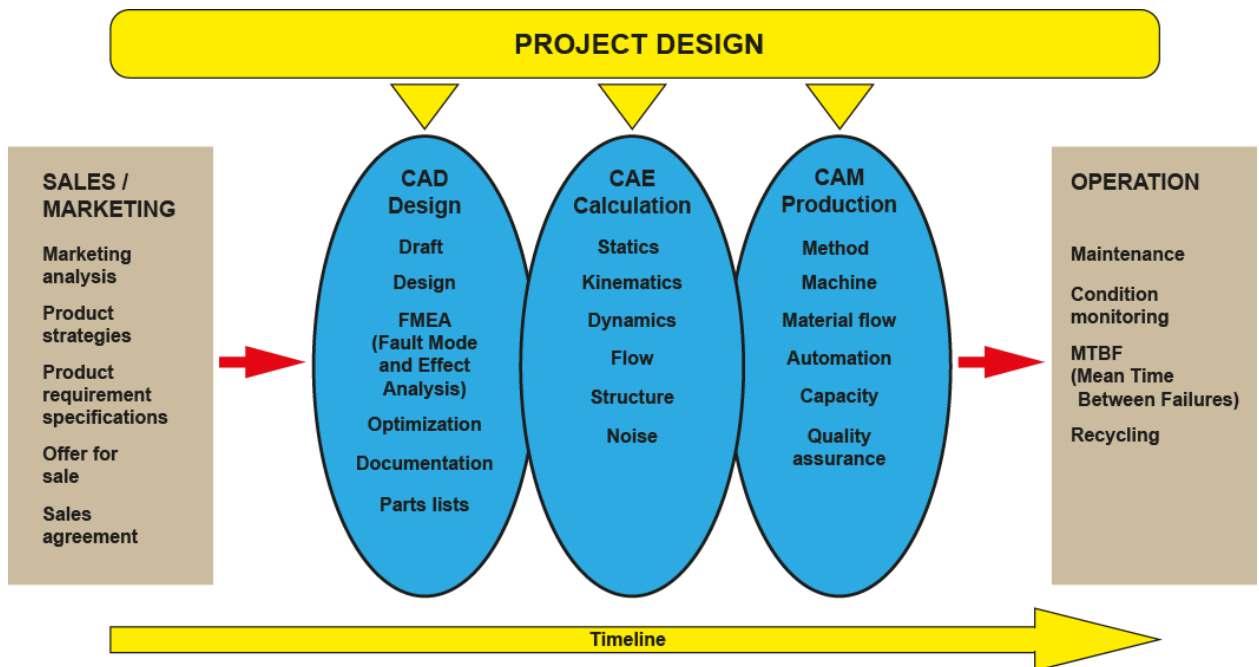 PROJECT DESIGN
SALES /
MARKETING
Marketing
analysis
Product
strategies
Product
requirement
specifications
Offer for
sale
Sales
agreement
CAD
Design
Draft
Design
FMEA
(Fault Mode
and Effect
Analysis)
Optimization
Documentation
Parts lists
CAE
Calculation
Statics
Kinematics
Dynamics
Flow
Structure
Noise
CAM
Production
Method
Machine
Material flow
Automation
Capacity
Quality
assurance
OPERATION
Maintenance
Condition
monitoring
MTBF
(Mean Time
Between Failures)
Recycling
Timeline